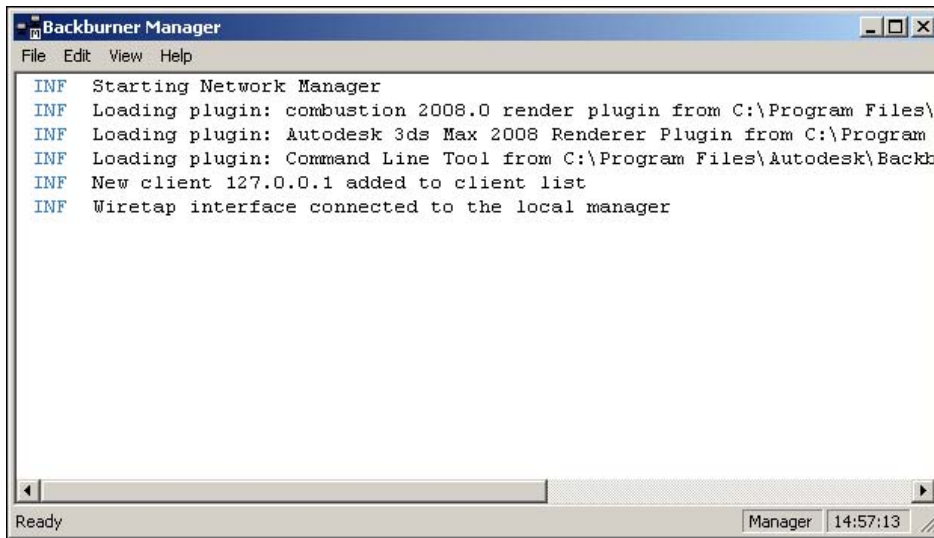 Backburner Manager
File Edit View Help
INF Starting Network Manager
INF Loading plugin: combustion 2008.0 render plugin from C:\Program Files\
INF Loading plugin: Autodesk 3ds Max 2008 Renderer Plugin from C:\Program
INF Loading plugin: Command Line Tool from C:\Program Files\Autodesk\Backb
INF New client 127.0.0.1 added to client list
INF Wiretap interface connected to the local manager
Ready Manager 14:57:13